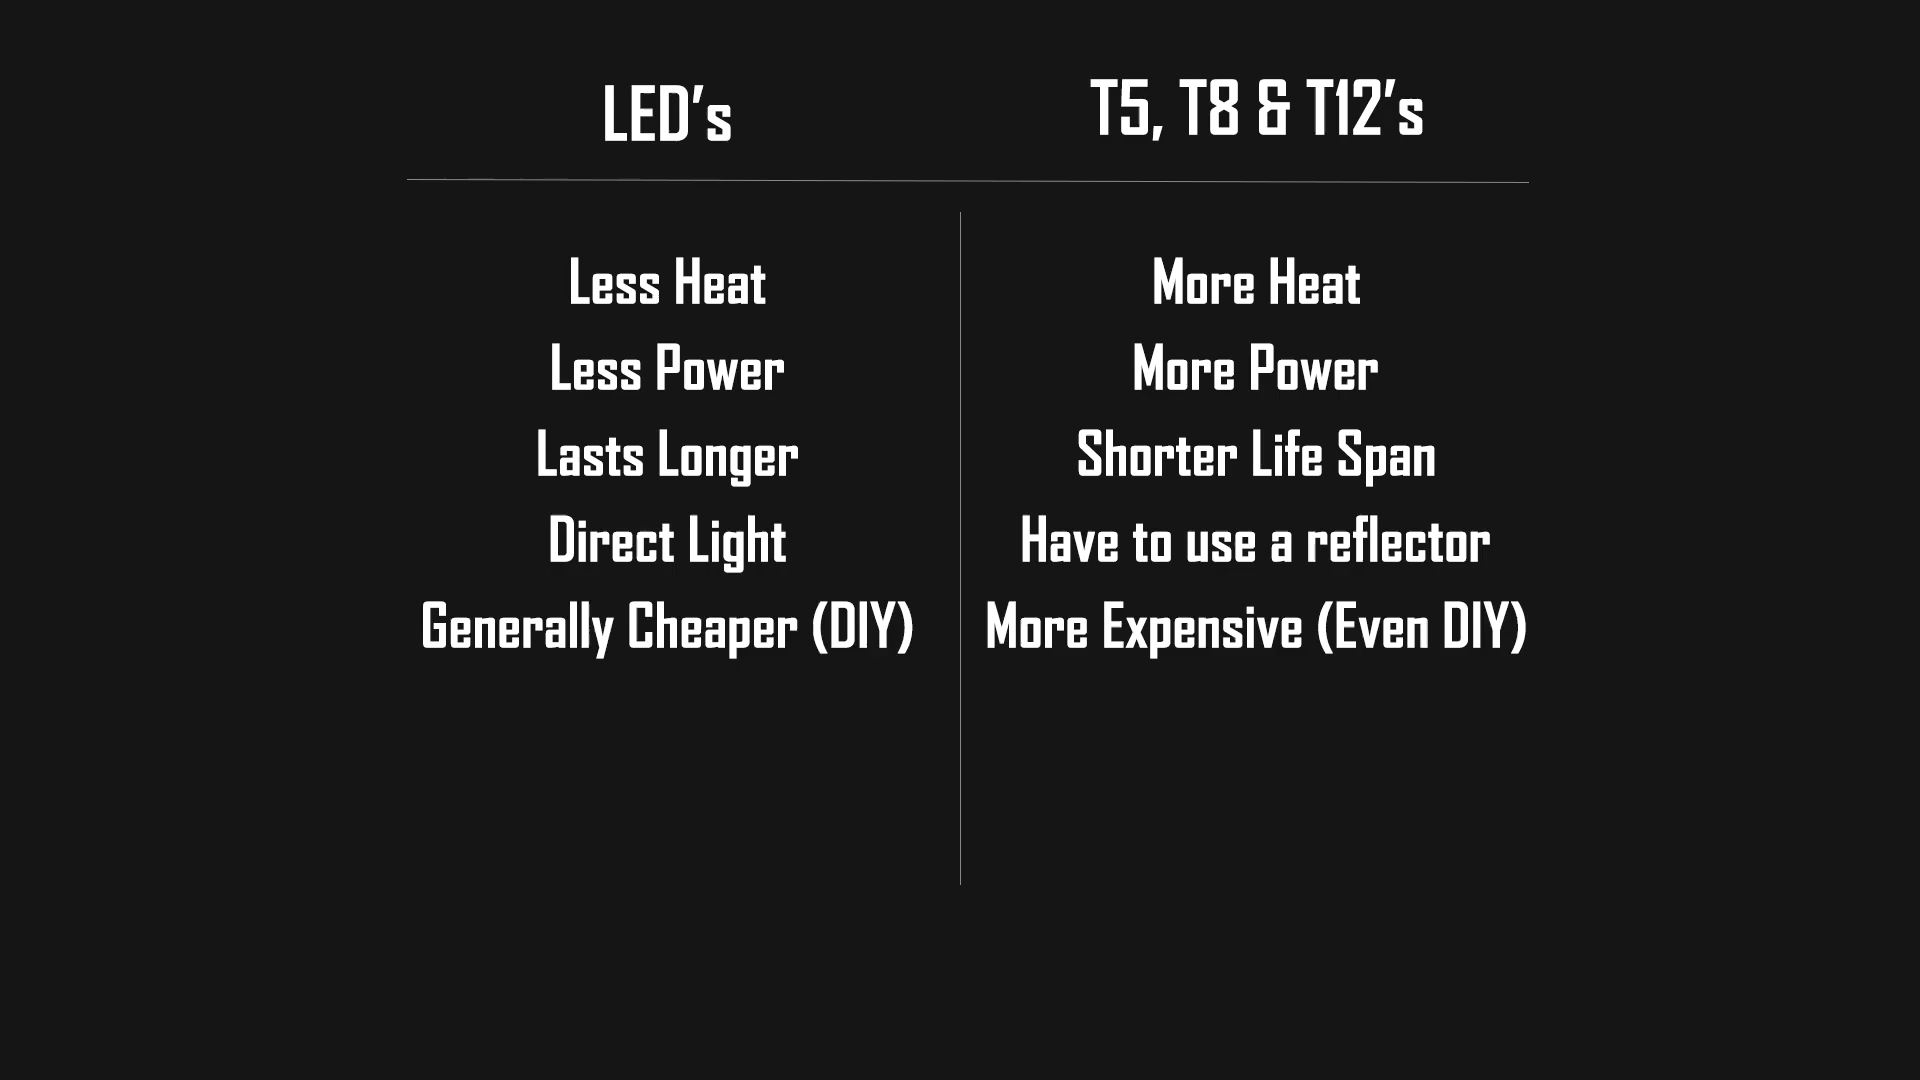 LED's
T5, T8 & T12's
Less Heat
More Heat
Less Power
More Power
Lasts Longer
Shorter Life Span
Direct Light
Have to use a reflector
Generally Cheaper (DIY)
More Expensive (Even DIY)